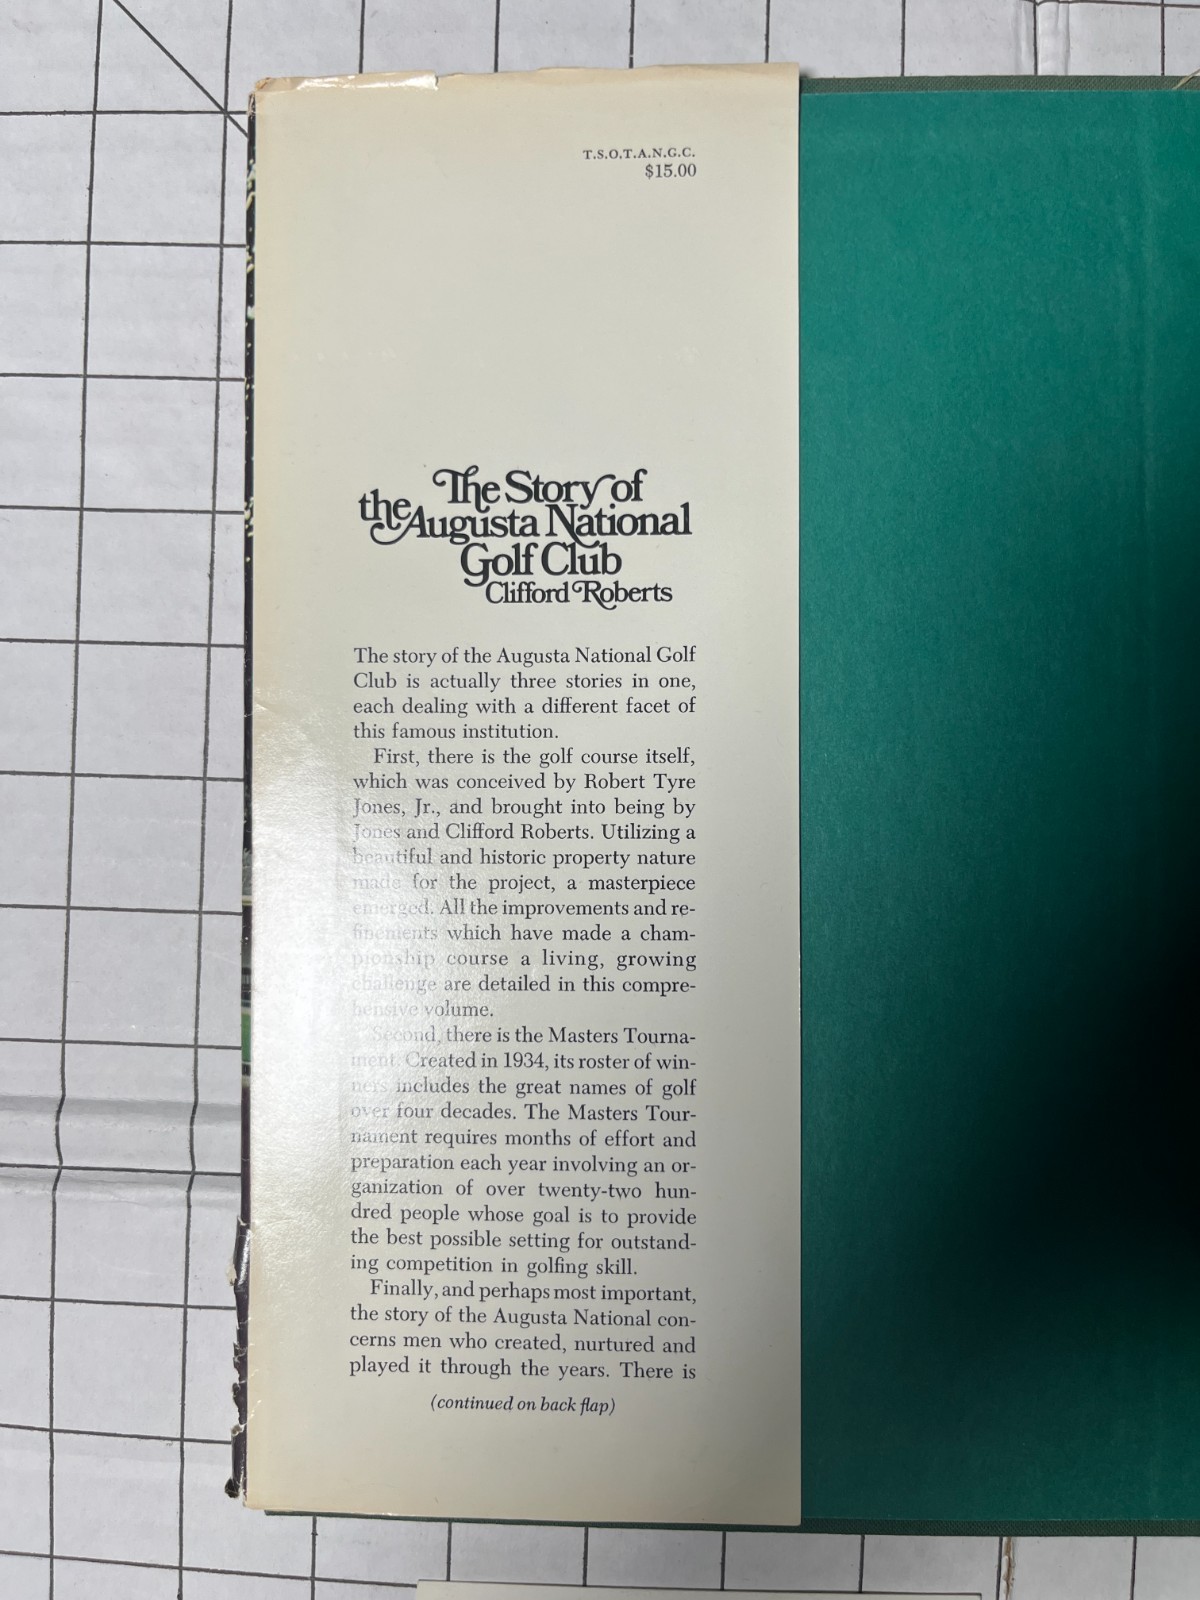 T.S.O.T.A.N.G.C.
$15.00
The Story of
the Augusta National
Golf Club
Clifford Roberts
The story of the Augusta National Golf
Club is actually three stories in one,
each dealing with a different facet of
this famous institution.
First, there is the golf course itself,
which was conceived by Robert Tyre
Jones, Jr., and brought into being by
Jones and Clifford Roberts. Utilizing a
beautiful and historic property nature
made for the project, a masterpiece
emerged. All the improvements and re-
finements which have made a cham-
pionship course a living, growing
challenge are detailed in this compre-
hensive volume.
Second, there is the Masters Tourna-
ment. Created in 1934, its roster of win-
ners includes the great names of golf
over four decades. The Masters Tour-
nament requires months of effort and
preparation each year involving an or-
ganization of over twenty-two hun-
dred people whose goal is to provide
the best possible setting for outstand-
ing competition in golfing skill.
Finally, and perhaps most important,
the story of the Augusta National con-
cerns men who created, nurtured and
played it through the years. There is
(continued on back flap)